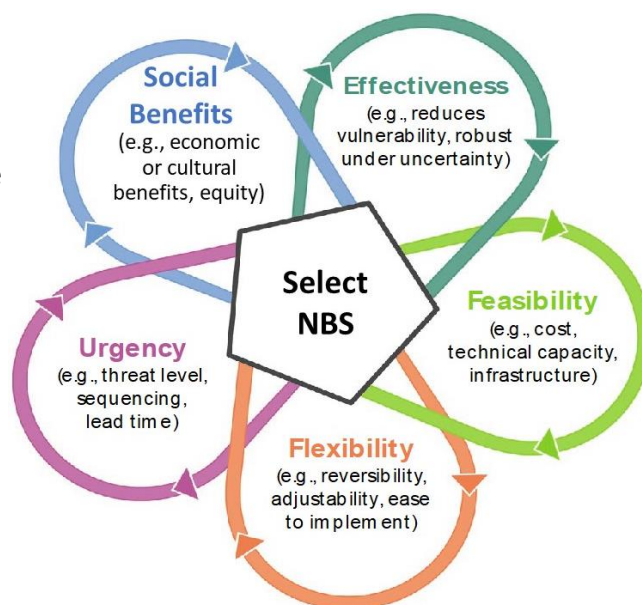 Social
Benefits
(e.g., economic
or cultural
benefits, equity)
Effectiveness
(e.g., reduces
vulnerability, robust
under uncertainty)
Select
NBS
Feasibility
(e.g., cost,
technical capacity,
infrastructure)
Urgency
(e.g., threat level,
sequencing,
lead time)
Flexibility
(e.g., reversibility,
adjustability, ease
to implement)